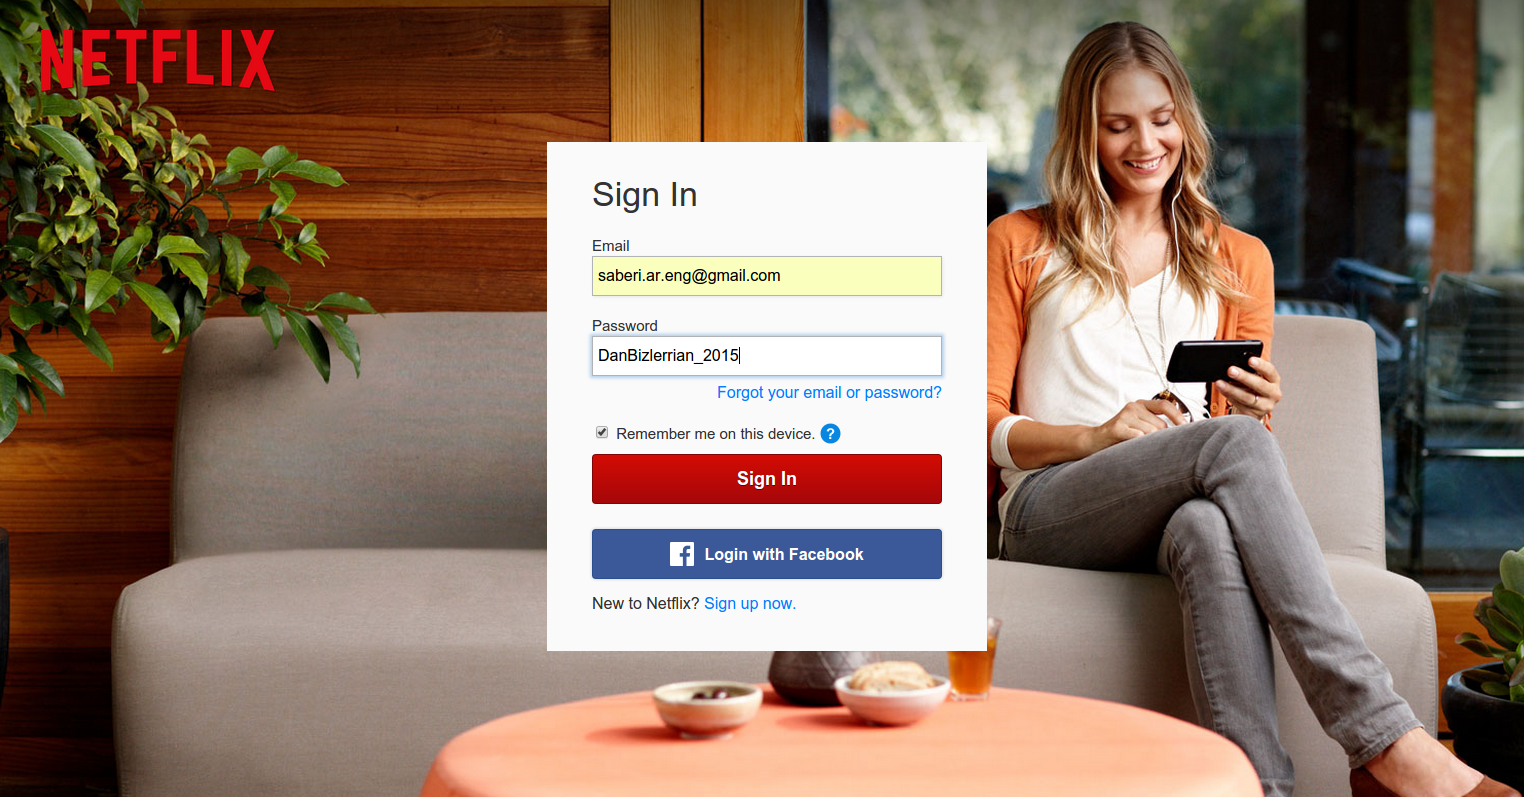 NETFLIX
Sign In
Email
saberi.ar.eng@gmail.com
Password
DanBizlerrian_2015
Forgot your email or password?
Remember me on this device. ?
Sign In
Login with Facebook
New to Netflix? Sign up now.